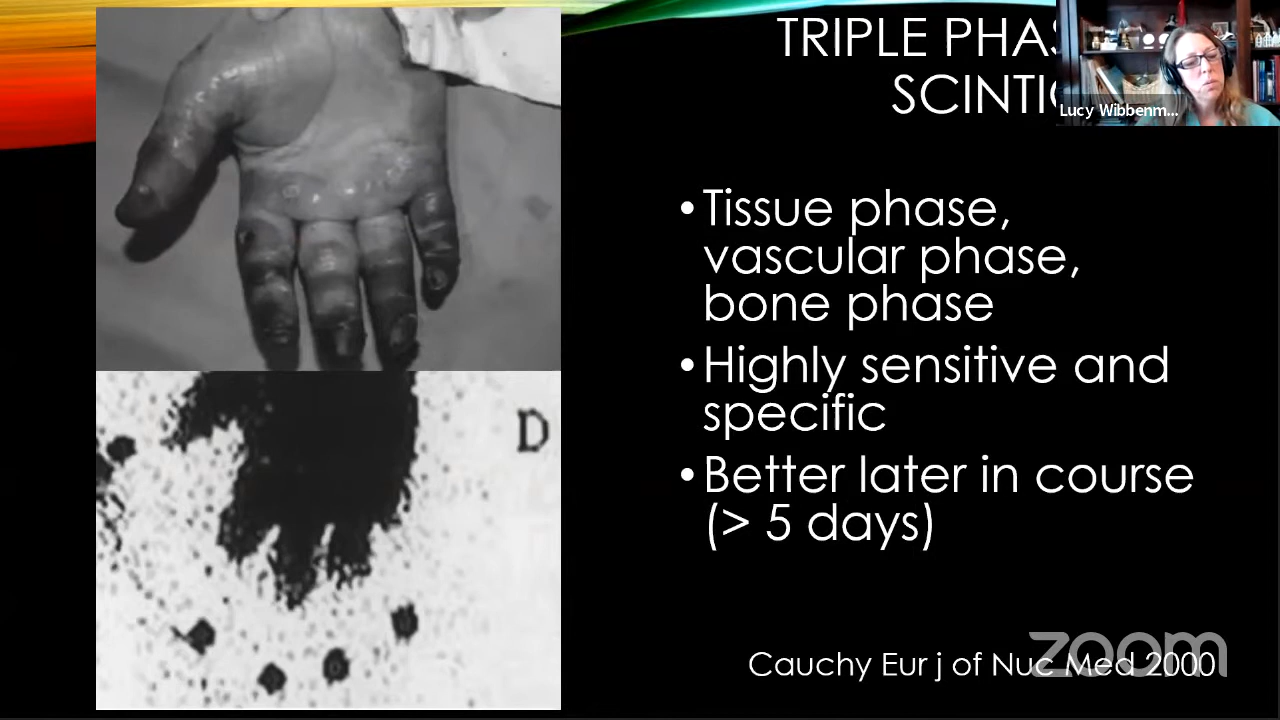 TRIPLE PHAS
SCINTI
Lucy Wibbenm...
•Tissue phase,
vascular phase,
bone phase
•Highly sensitive and
specific
•Better later in course
(> 5 days)
D
Cauchy Eur j of Nuc Med 2000
zoom